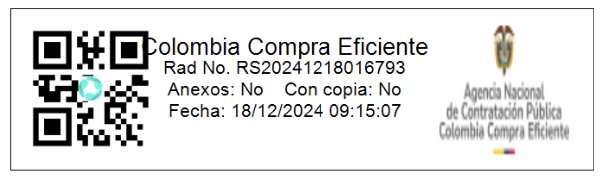 Colombia Compra Eficiente
Rad No. RS20241218016793
Anexos: No Con copia: No
Fecha: 18/12/2024 09:15:07
Agencia Nacional
de Contratación Pública
Colombia Compra Eficiente